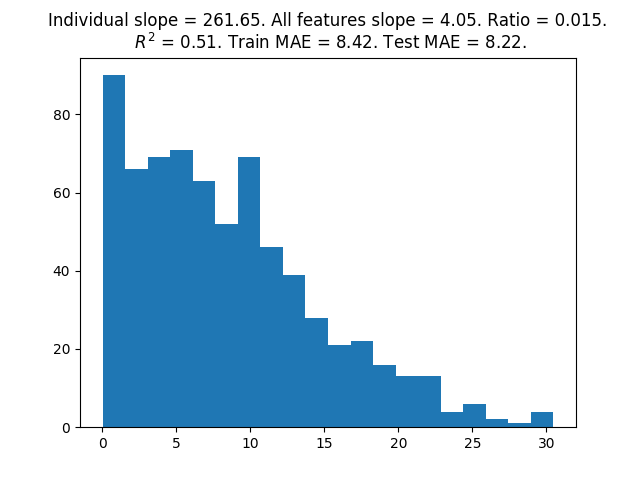 Individual slope = 261.65. All features slope = 4.05. Ratio = 0.015.
R² = 0.51. Train MAE = 8.42. Test MAE = 8.22.
80
60
40
20
0
0 5 10 15 20 25 30